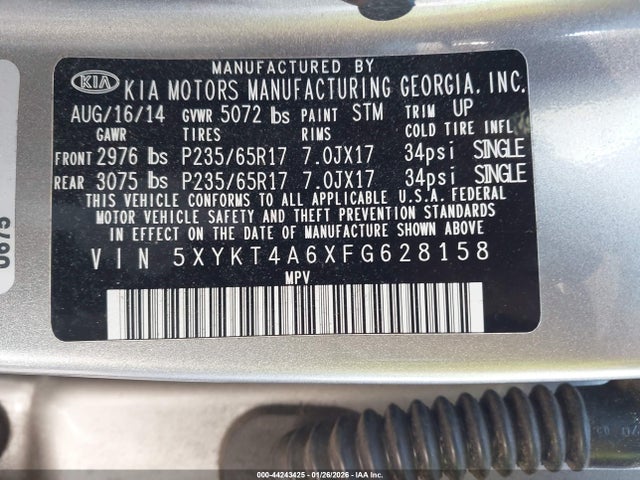 MANUFACTURED BY
KIA KIA MOTORS MANUFACTURING GEORGIA, INC.
AUG/16/14 GVWR 5072 lbs PAINT STM TRIM UP
GAWR TIRES RIMS COLD TIRE INFL
FRONT 2976 lbs P235/65R17 7.0JX17 34psi SINGLE
REAR 3075 lbs P235/65R17 7.0JX17 34psi SINGLE
THIS VEHICLE CONFORMS TO ALL APPLICABLE U.S.A. FEDERAL
MOTOR VEHICLE SAFETY AND THEFT PREVENTION STANDARDS
IN EFFECT ON THE DATE OF MANUFACTURE SHOWN ABOVE
VIN 5XYKT4A6XFG628158
MPV
000-44243425 | 01/26/2026 - IAA Inc.